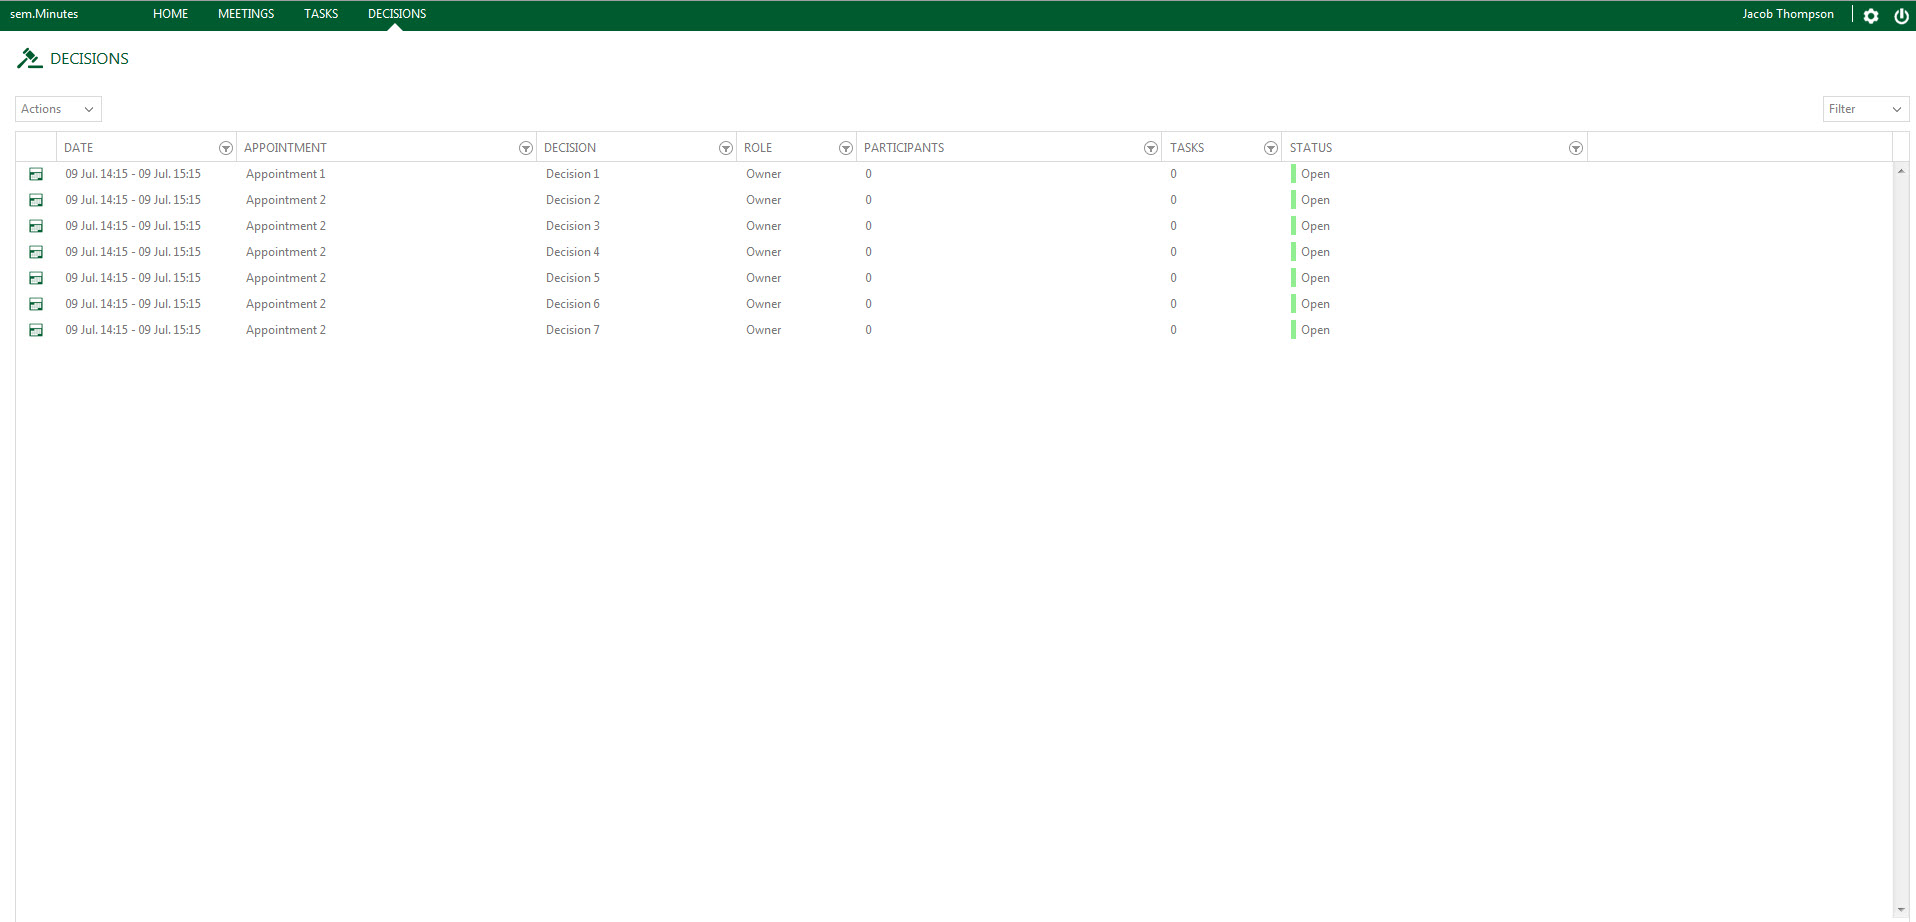 sem.Minutes HOME MEETINGS TASKS DECISIONS Jacob Thompson
DECISIONS
Actions Filter
DATE APPOINTMENT DECISION ROLE PARTICIPANTS TASKS STATUS
09 Jul. 14:15 - 09 Jul. 15:15 Appointment 1 Decision 1 Owner 0 0 Open
09 Jul. 14:15 - 09 Jul. 15:15 Appointment 2 Decision 2 Owner 0 0 Open
09 Jul. 14:15 - 09 Jul. 15:15 Appointment 2 Decision 3 Owner 0 0 Open
09 Jul. 14:15 - 09 Jul. 15:15 Appointment 2 Decision 4 Owner 0 0 Open
09 Jul. 14:15 - 09 Jul. 15:15 Appointment 2 Decision 5 Owner 0 0 Open
09 Jul. 14:15 - 09 Jul. 15:15 Appointment 2 Decision 6 Owner 0 0 Open
09 Jul. 14:15 - 09 Jul. 15:15 Appointment 2 Decision 7 Owner 0 0 Open